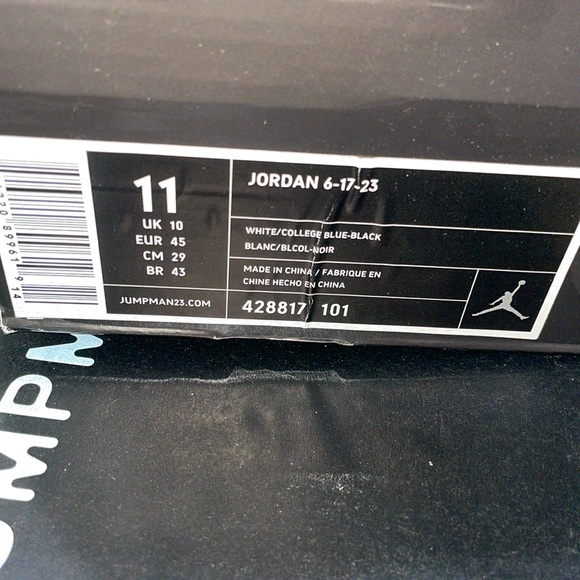 11
UK 10
EUR 45
CM 29
BR 43
JUMPMAN23.COM
JORDAN 6-17-23
WHITE/COLLEGE BLUE-BLACK
BLANC/BLCOL-NOIR
MADE IN CHINA / FABRIQUE EN
CHINE HECHO EN CHINA
428817 101